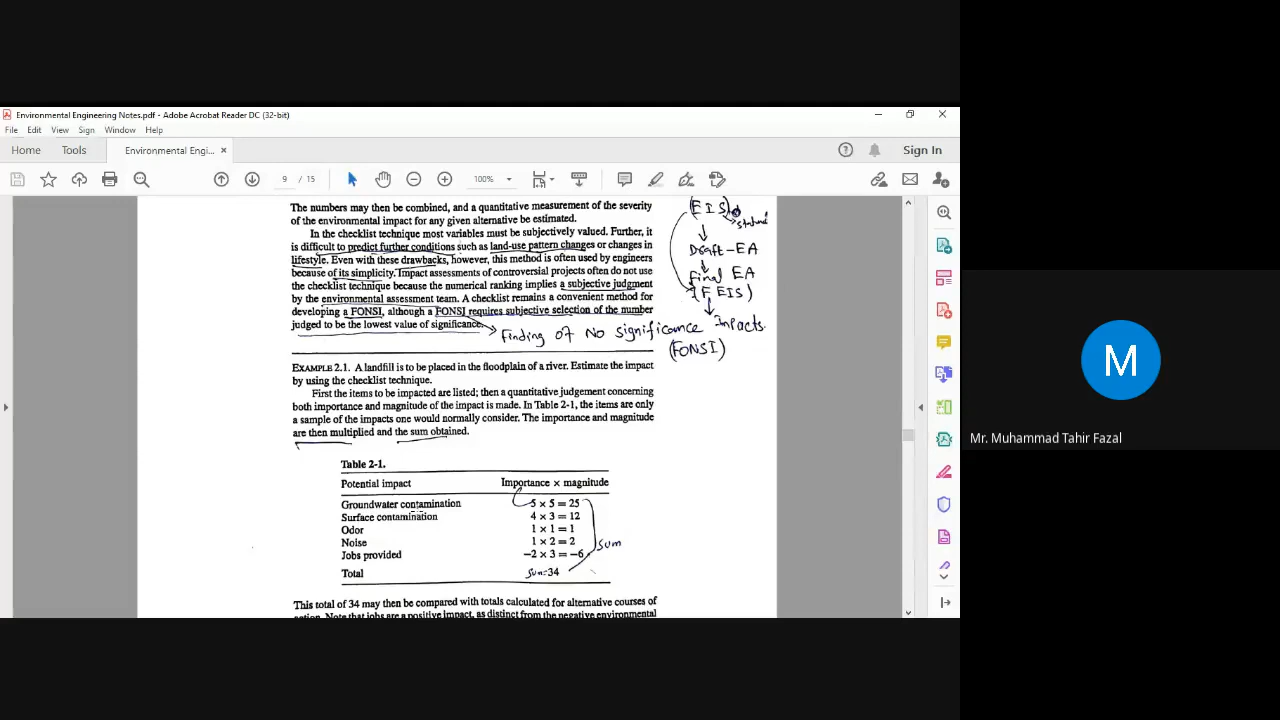 Environmental Engineering Notes.pdf - Adobe Acrobat Reader DC (32-bit)
File Edit View Sign Window Help
Home Tools Environmental Engi... × Sign In
9 / 15 100%
The numbers may then be combined, and a quantitative measurement of the severity
of the environmental impact for any given alternative be estimated.
In the checklist technique most variables must be subjectively valued. Further, it
is difficult to predict further conditions such as land-use pattern changes or changes in
lifestyle. Even with these drawbacks, however, this method is often used by engineers
because of its simplicity. Impact assessments of controversial projects often do not use
the checklist technique because the numerical ranking implies a subjective judgment
by the environmental assessment team. A checklist remains a convenient method for
developing a FONSI, although a FONSI requires subjective selection of the number
judged to be the lowest value of significance.
(EIS)
Draft-EA
Final EA
(F EIS)
Finding of No significance Impacts.
(FONSI)
EXAMPLE 2.1. A landfill is to be placed in the floodplain of a river. Estimate the impact
by using the checklist technique.
First the items to be impacted are listed; then a quantitative judgement concerning
both importance and magnitude of the impact is made. In Table 2-1, the items are only
a sample of the impacts one would normally consider. The importance and magnitude
are then multiplied and the sum obtained.
Table 2-1.
Potential impact Importance × magnitude
Groundwater contamination 5 × 5 = 25
Surface contamination 4 × 3 = 12
Odor 1 × 1 = 1
Noise 1 × 2 = 2
Jobs provided −2 × 3 = −6
Sum
Total Sum=34
This total of 34 may then be compared with totals calculated for alternative courses of
action. Note that jobs are a positive impact, as distinct from the negative environmental
M
Mr. Muhammad Tahir Fazal